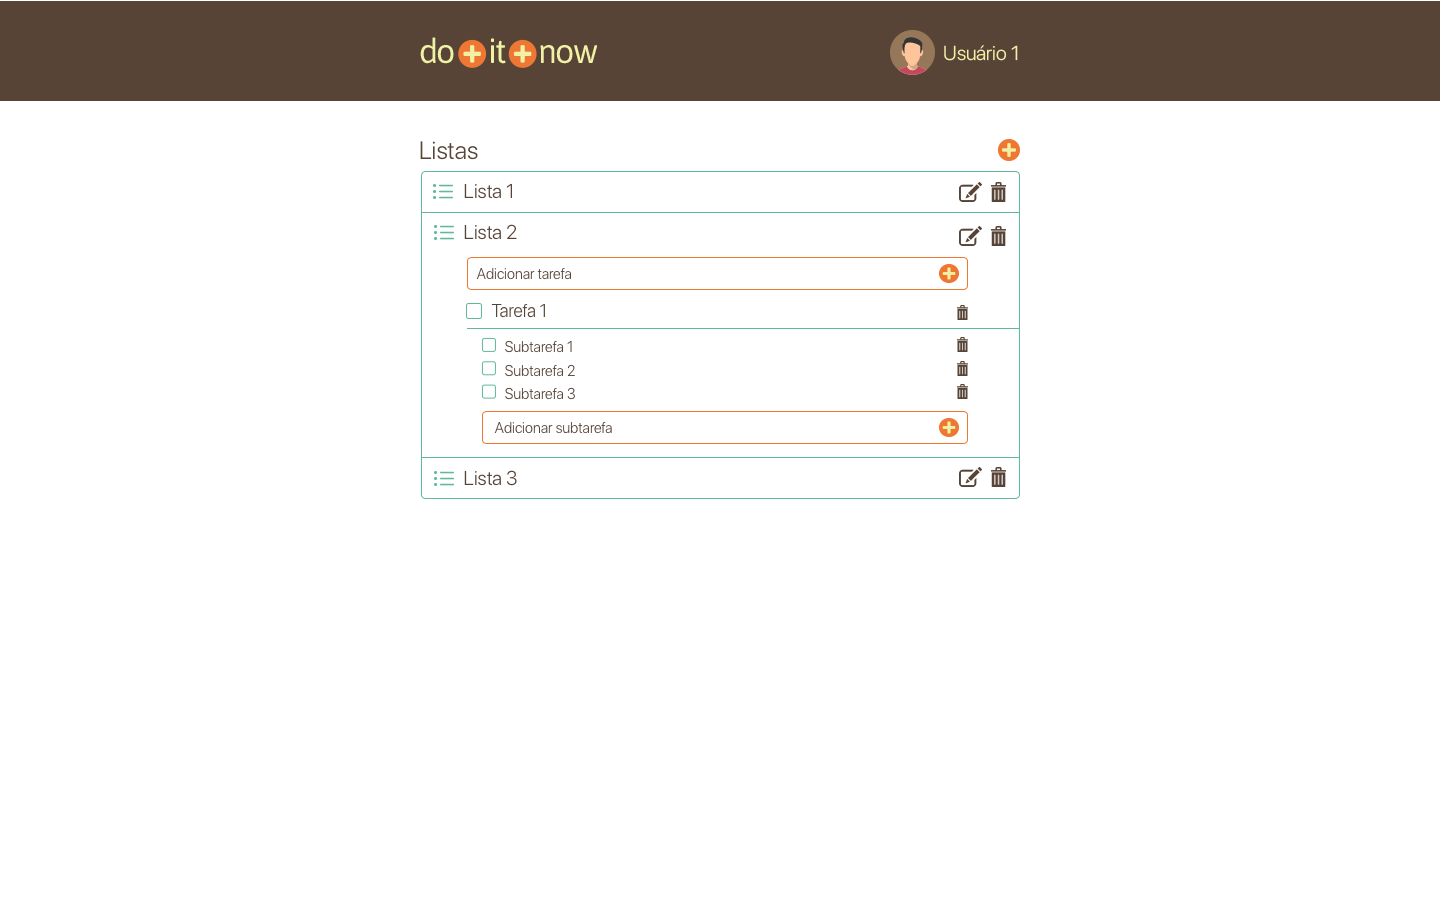 do+it+now
Usuário 1
Listas
Lista 1
Lista 2
Adicionar tarefa
Tarefa 1
Subtarefa 1
Subtarefa 2
Subtarefa 3
Adicionar subtarefa
Lista 3